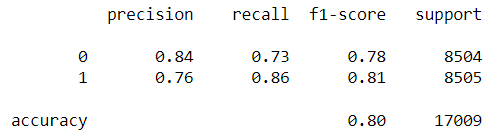 precision recall f1-score support
0 0.84 0.73 0.78 8504
1 0.76 0.86 0.81 8505
accuracy 0.80 17009